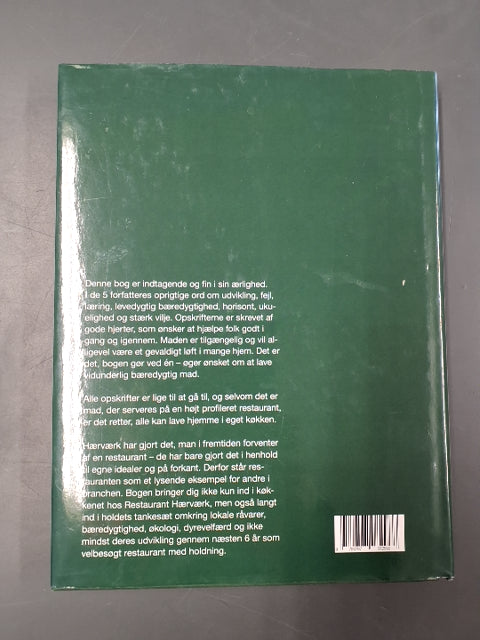 Denne bog er indtagende og fin i sin ærlighed.
I de 5 forfatteres oprigtige ord om udvikling, fejl,
læring, levedygtig bæredygtighed, horisont, uku-
elighed og stærk vilje. Opskrifterne er skrevet af
gode hjerter, som ønsker at hjælpe folk godt i
gang og igennem. Maden er tilgængelig og vil al-
ligevel være et gevaldigt løft i mange hjem. Det er
det, bogen gør ved én – øger ønsket om at lave
vidunderlig bæredygtig mad.
Alle opskrifter er lige til at gå til, og selvom det er
mad, der serveres på en højt profileret restaurant,
er det retter, alle kan lave hjemme i eget køkken.
Hærværk har gjort det, man i fremtiden forventer
af en restaurant – de har bare gjort det i henhold
til egne idealer og på forkant. Derfor står res-
tauranten som et lysende eksempel for andre i
branchen. Bogen bringer dig ikke kun ind i køk-
kenet hos Restaurant Hærværk, men også langt
ind i holdets tankesæt omkring lokale råvarer,
bæredygtighed, økologi, dyrevelfærd og ikke
mindst deres udvikling gennem næsten 6 år som
velbesøgt restaurant med holdning.